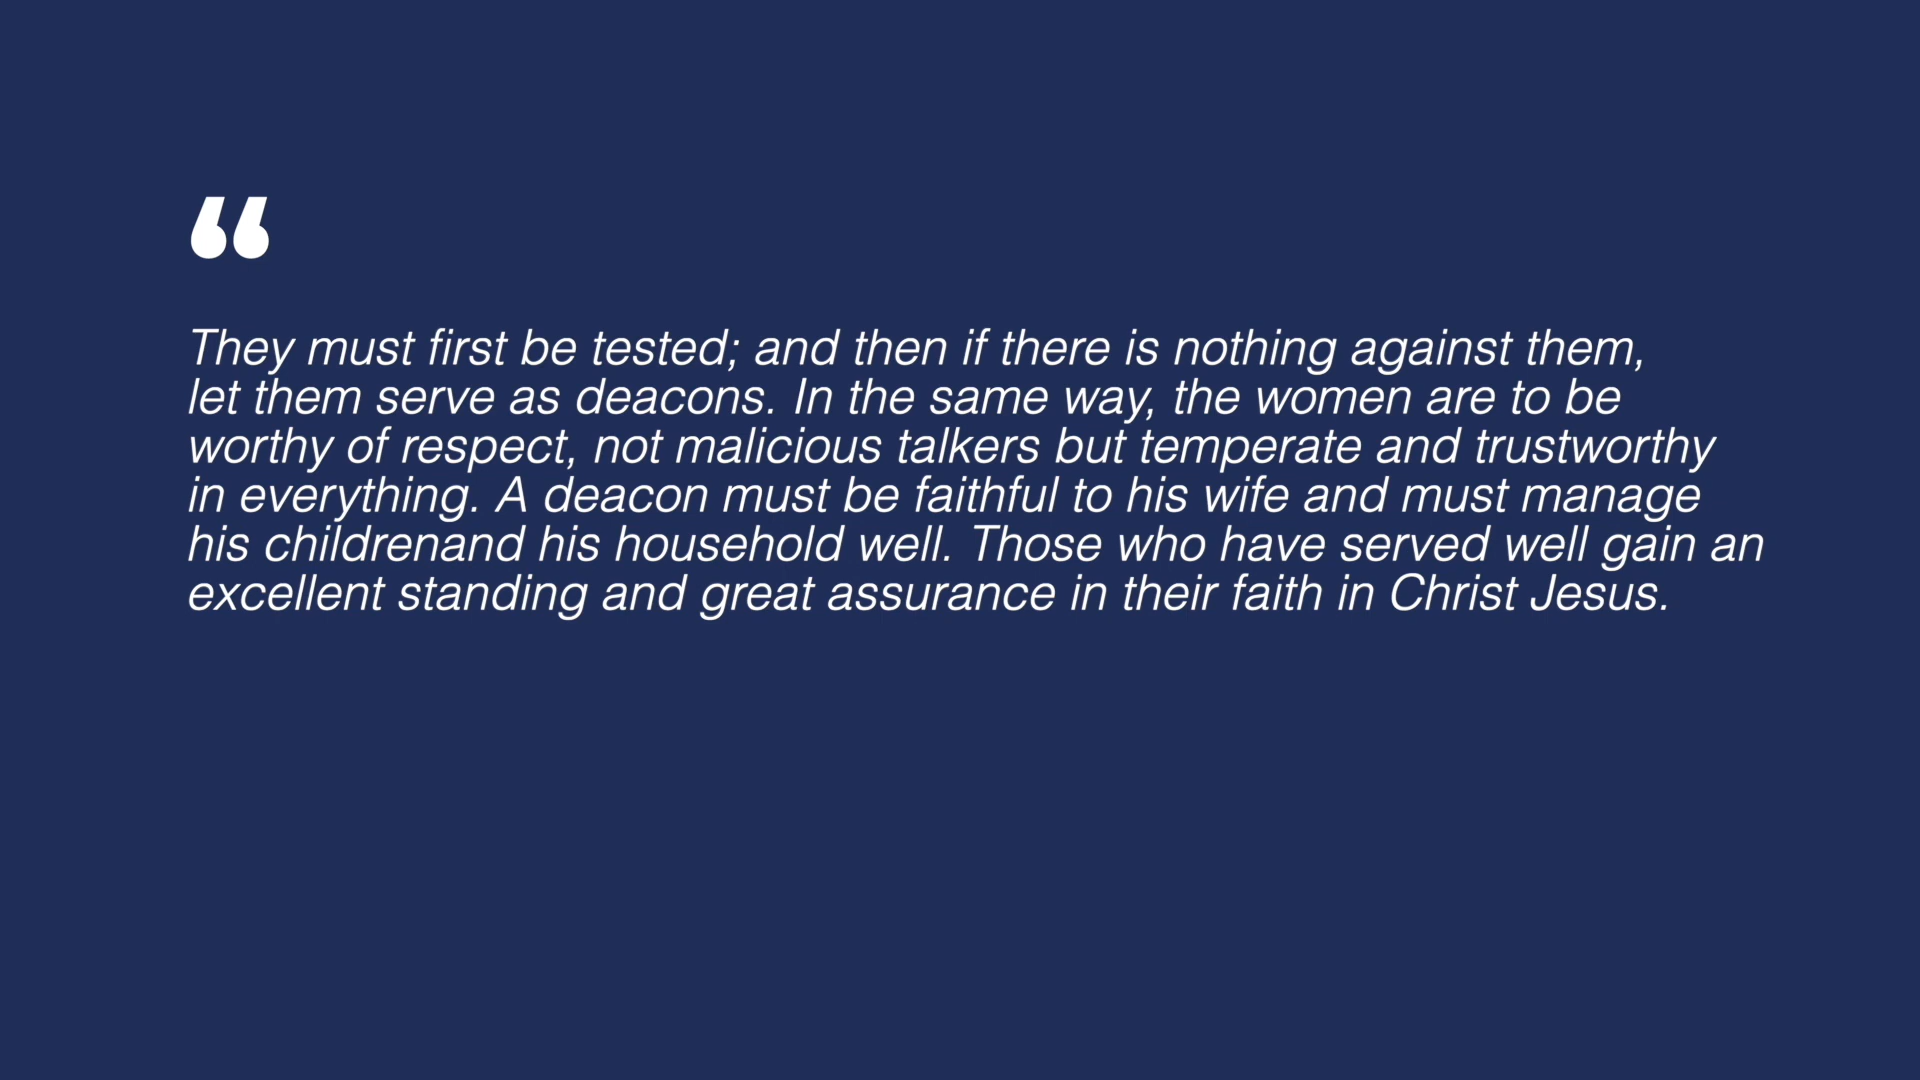 “
They must first be tested; and then if there is nothing against them,
let them serve as deacons. In the same way, the women are to be
worthy of respect, not malicious talkers but temperate and trustworthy
in everything. A deacon must be faithful to his wife and must manage
his childrenand his household well. Those who have served well gain an
excellent standing and great assurance in their faith in Christ Jesus.